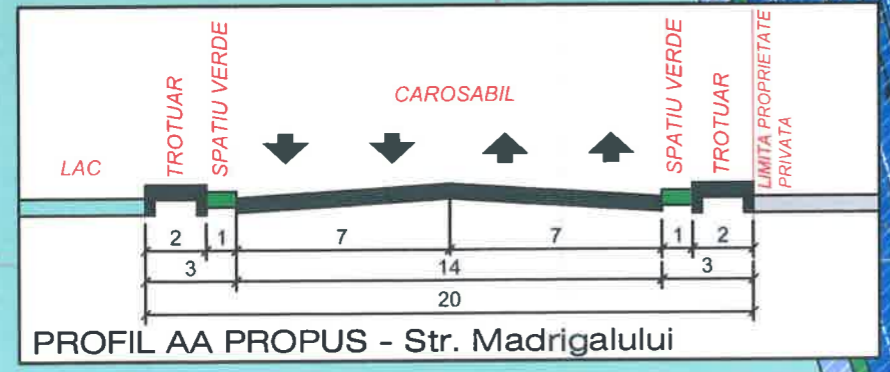 LAC
TROTUAR
SPATIU VERDE
CAROSABIL
SPATIU VERDE
TROTUAR
LIMITA PROPRIETATE
PRIVATA
2 1 7 7 1 2
3 14 3
20
PROFIL AA PROPUS - Str. Madrigalului